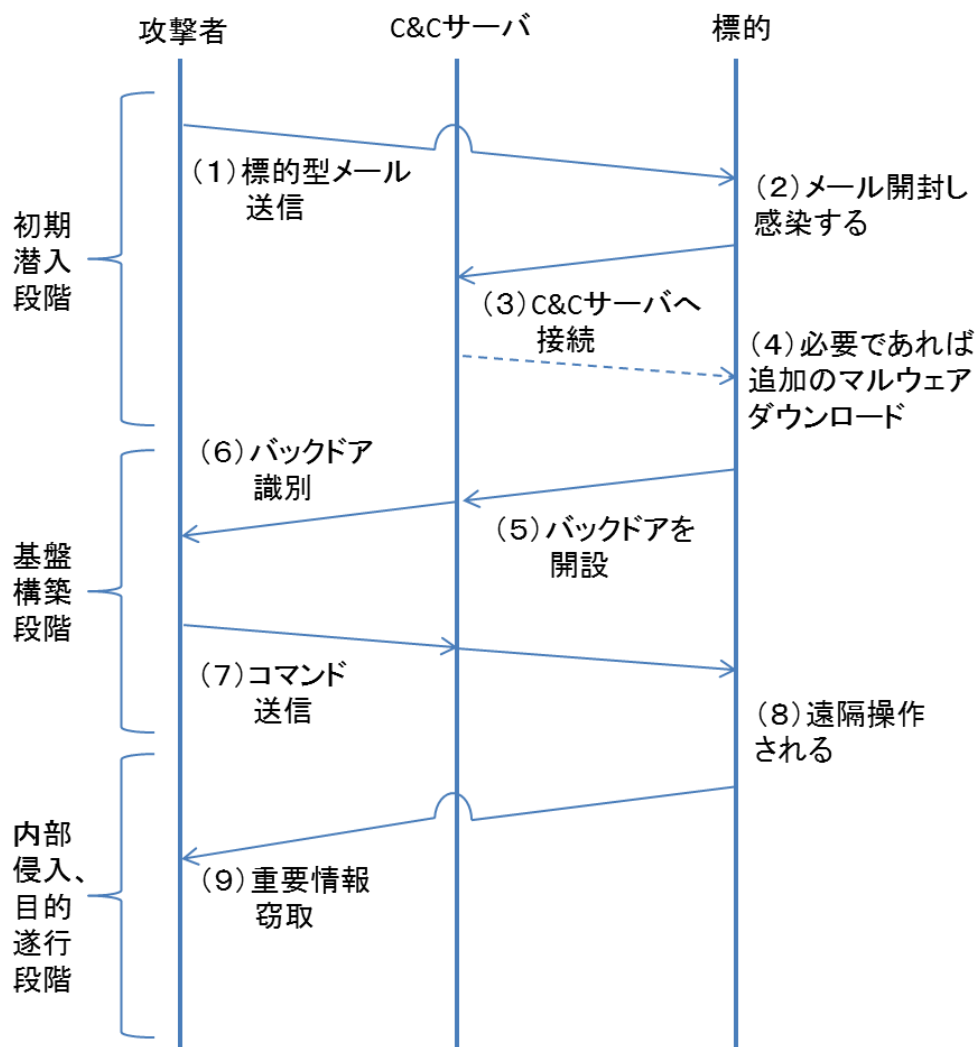 攻撃者
C&Cサーバ
標的
初期
潜入
段階
(1)標的型メール
送信
(2)メール開封し
感染する
(3)C&Cサーバへ
接続
(4)必要であれば
追加のマルウェア
ダウンロード
基盤
構築
段階
(5)バックドアを
開設
(6)バックドア
識別
(7)コマンド
送信
(8)遠隔操作
される
内部
侵入、
目的
遂行
段階
(9)重要情報
窃取